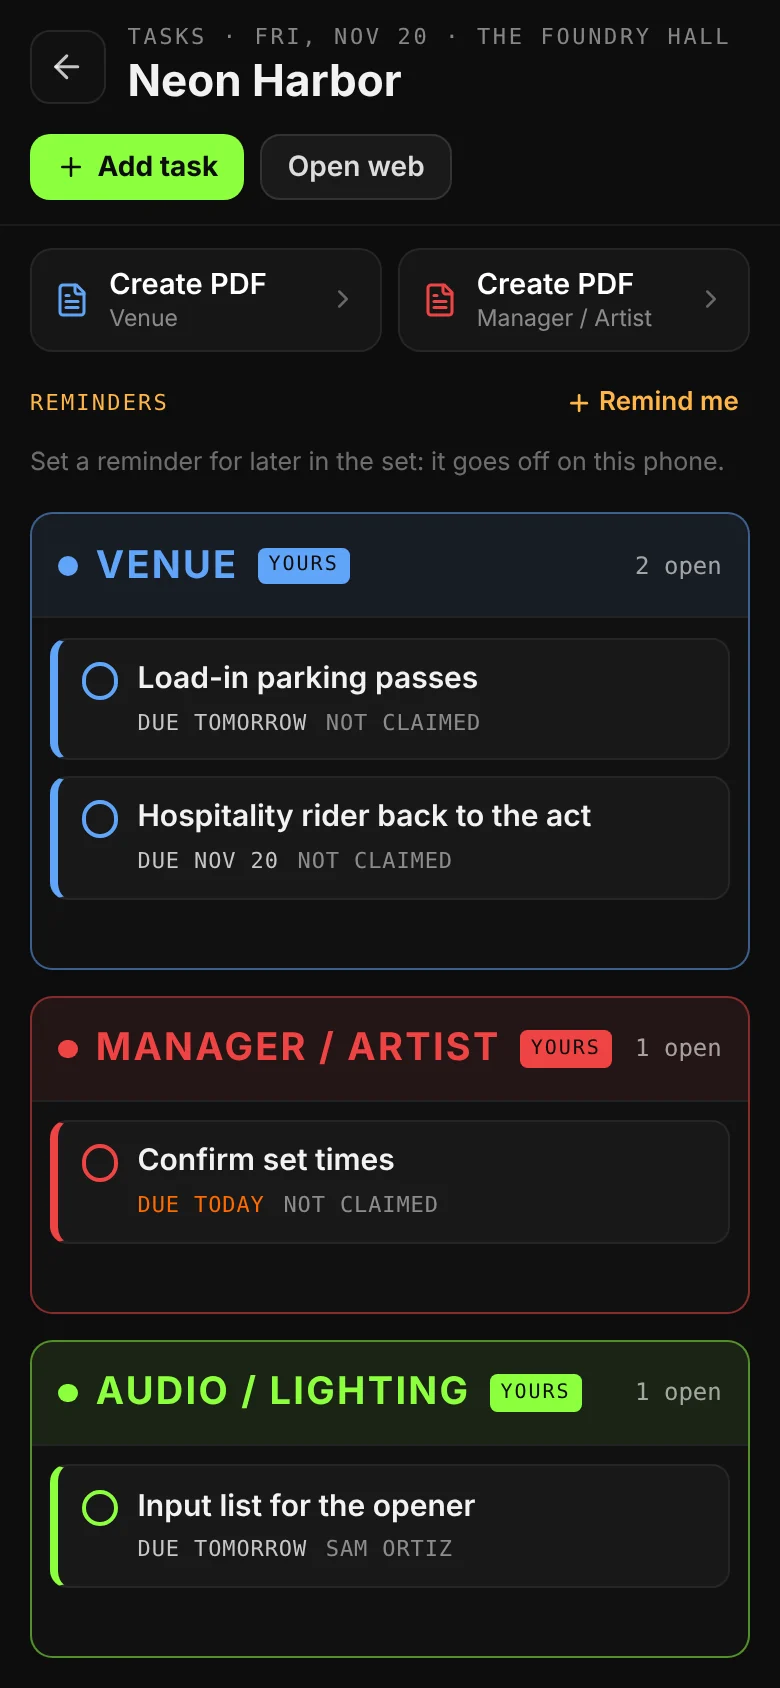 TASKS · FRI, NOV 20 · THE FOUNDRY HALL
Neon Harbor
+ Add task
Open web
Create PDF
Venue
Create PDF
Manager / Artist
REMINDERS
+ Remind me
Set a reminder for later in the set: it goes off on this phone.
VENUE YOURS 2 open
Load-in parking passes
DUE TOMORROW NOT CLAIMED
Hospitality rider back to the act
DUE NOV 20 NOT CLAIMED
MANAGER / ARTIST YOURS 1 open
Confirm set times
DUE TODAY NOT CLAIMED
AUDIO / LIGHTING YOURS 1 open
Input list for the opener
DUE TOMORROW SAM ORTIZ